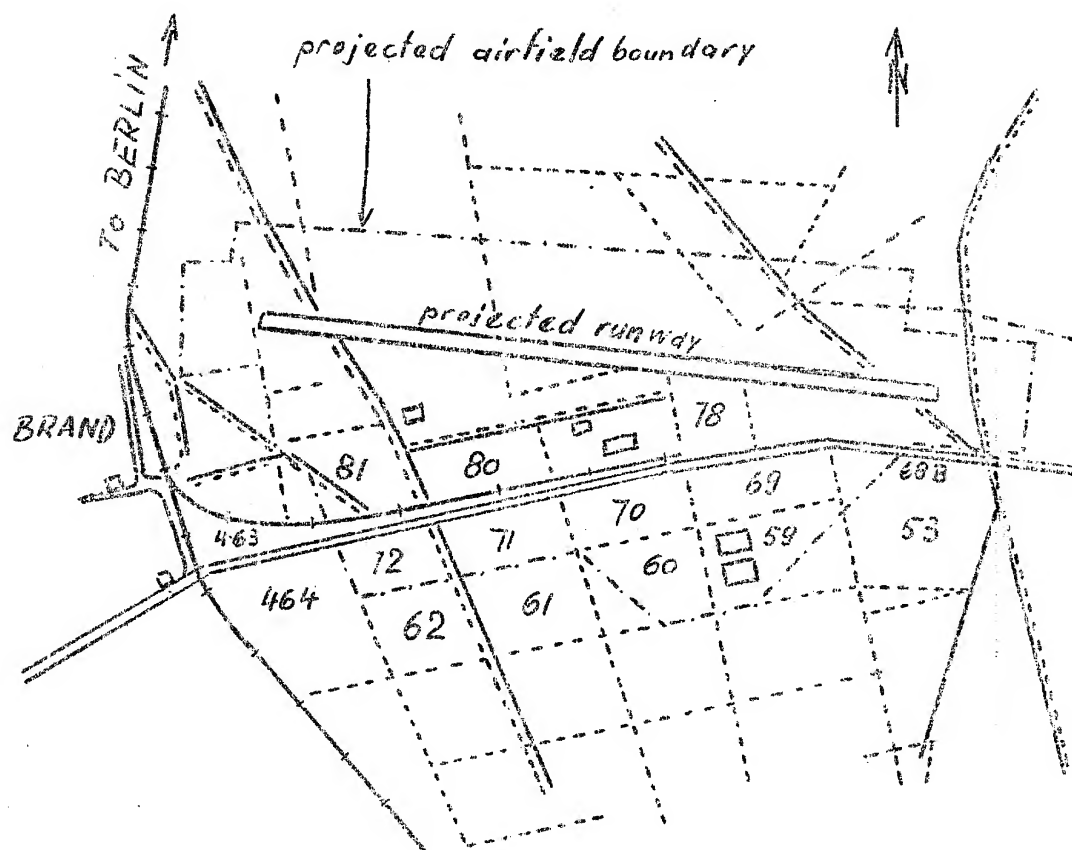 projected airfield boundary
N
To BERLIN
projected runway
BRAND
78
81
80
69
68B
70
59
53
463
71
72
60
464
61
62